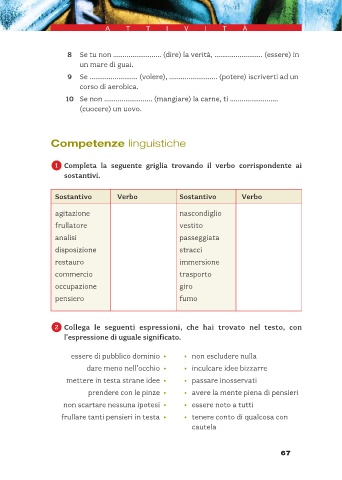 A T T I V I T À
8 Se tu non ........................ (dire) la verità, ........................ (essere) in
un mare di guai.
9 Se ........................ (volere), ........................ (potere) iscriverti ad un
corso di aerobica.
10 Se non ........................ (mangiare) la carne, ti ........................
(cuocere) un uovo.
Competenze linguistiche
1 Completa la seguente griglia trovando il verbo corrispondente ai
sostantivi.
Sostantivo Verbo Sostantivo Verbo
agitazione nascondiglio
frullatore vestito
analisi passeggiata
disposizione stracci
restauro immersione
commercio trasporto
occupazione giro
pensiero fumo
2 Collega le seguenti espressioni, che hai trovato nel testo, con
l'espressione di uguale significato.
essere di pubblico dominio • • non escludere nulla
dare meno nell'occhio • • inculcare idee bizzarre
mettere in testa strane idee • • passare inosservati
prendere con le pinze • • avere la mente piena di pensieri
non scartare nessuna ipotesi • • essere noto a tutti
frullare tanti pensieri in testa • • tenere conto di qualcosa con
cautela
67